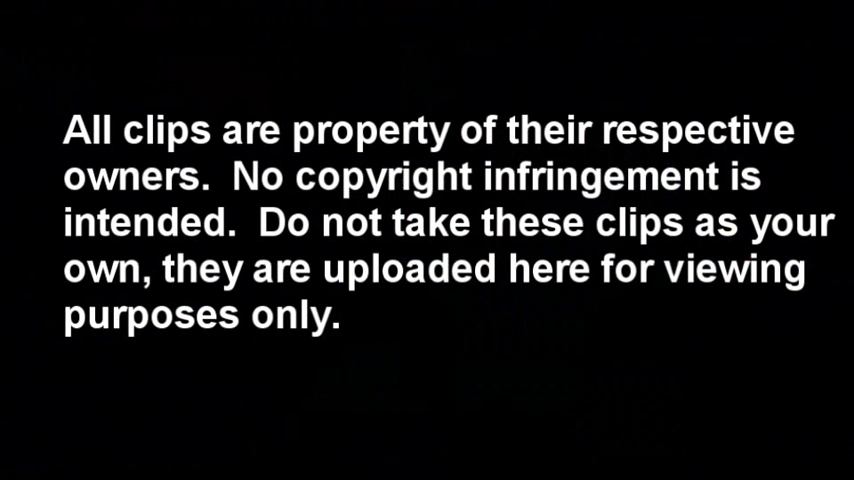 All clips are property of their respective
owners.  No copyright infringement is
intended.  Do not take these clips as your
own, they are uploaded here for viewing
purposes only.